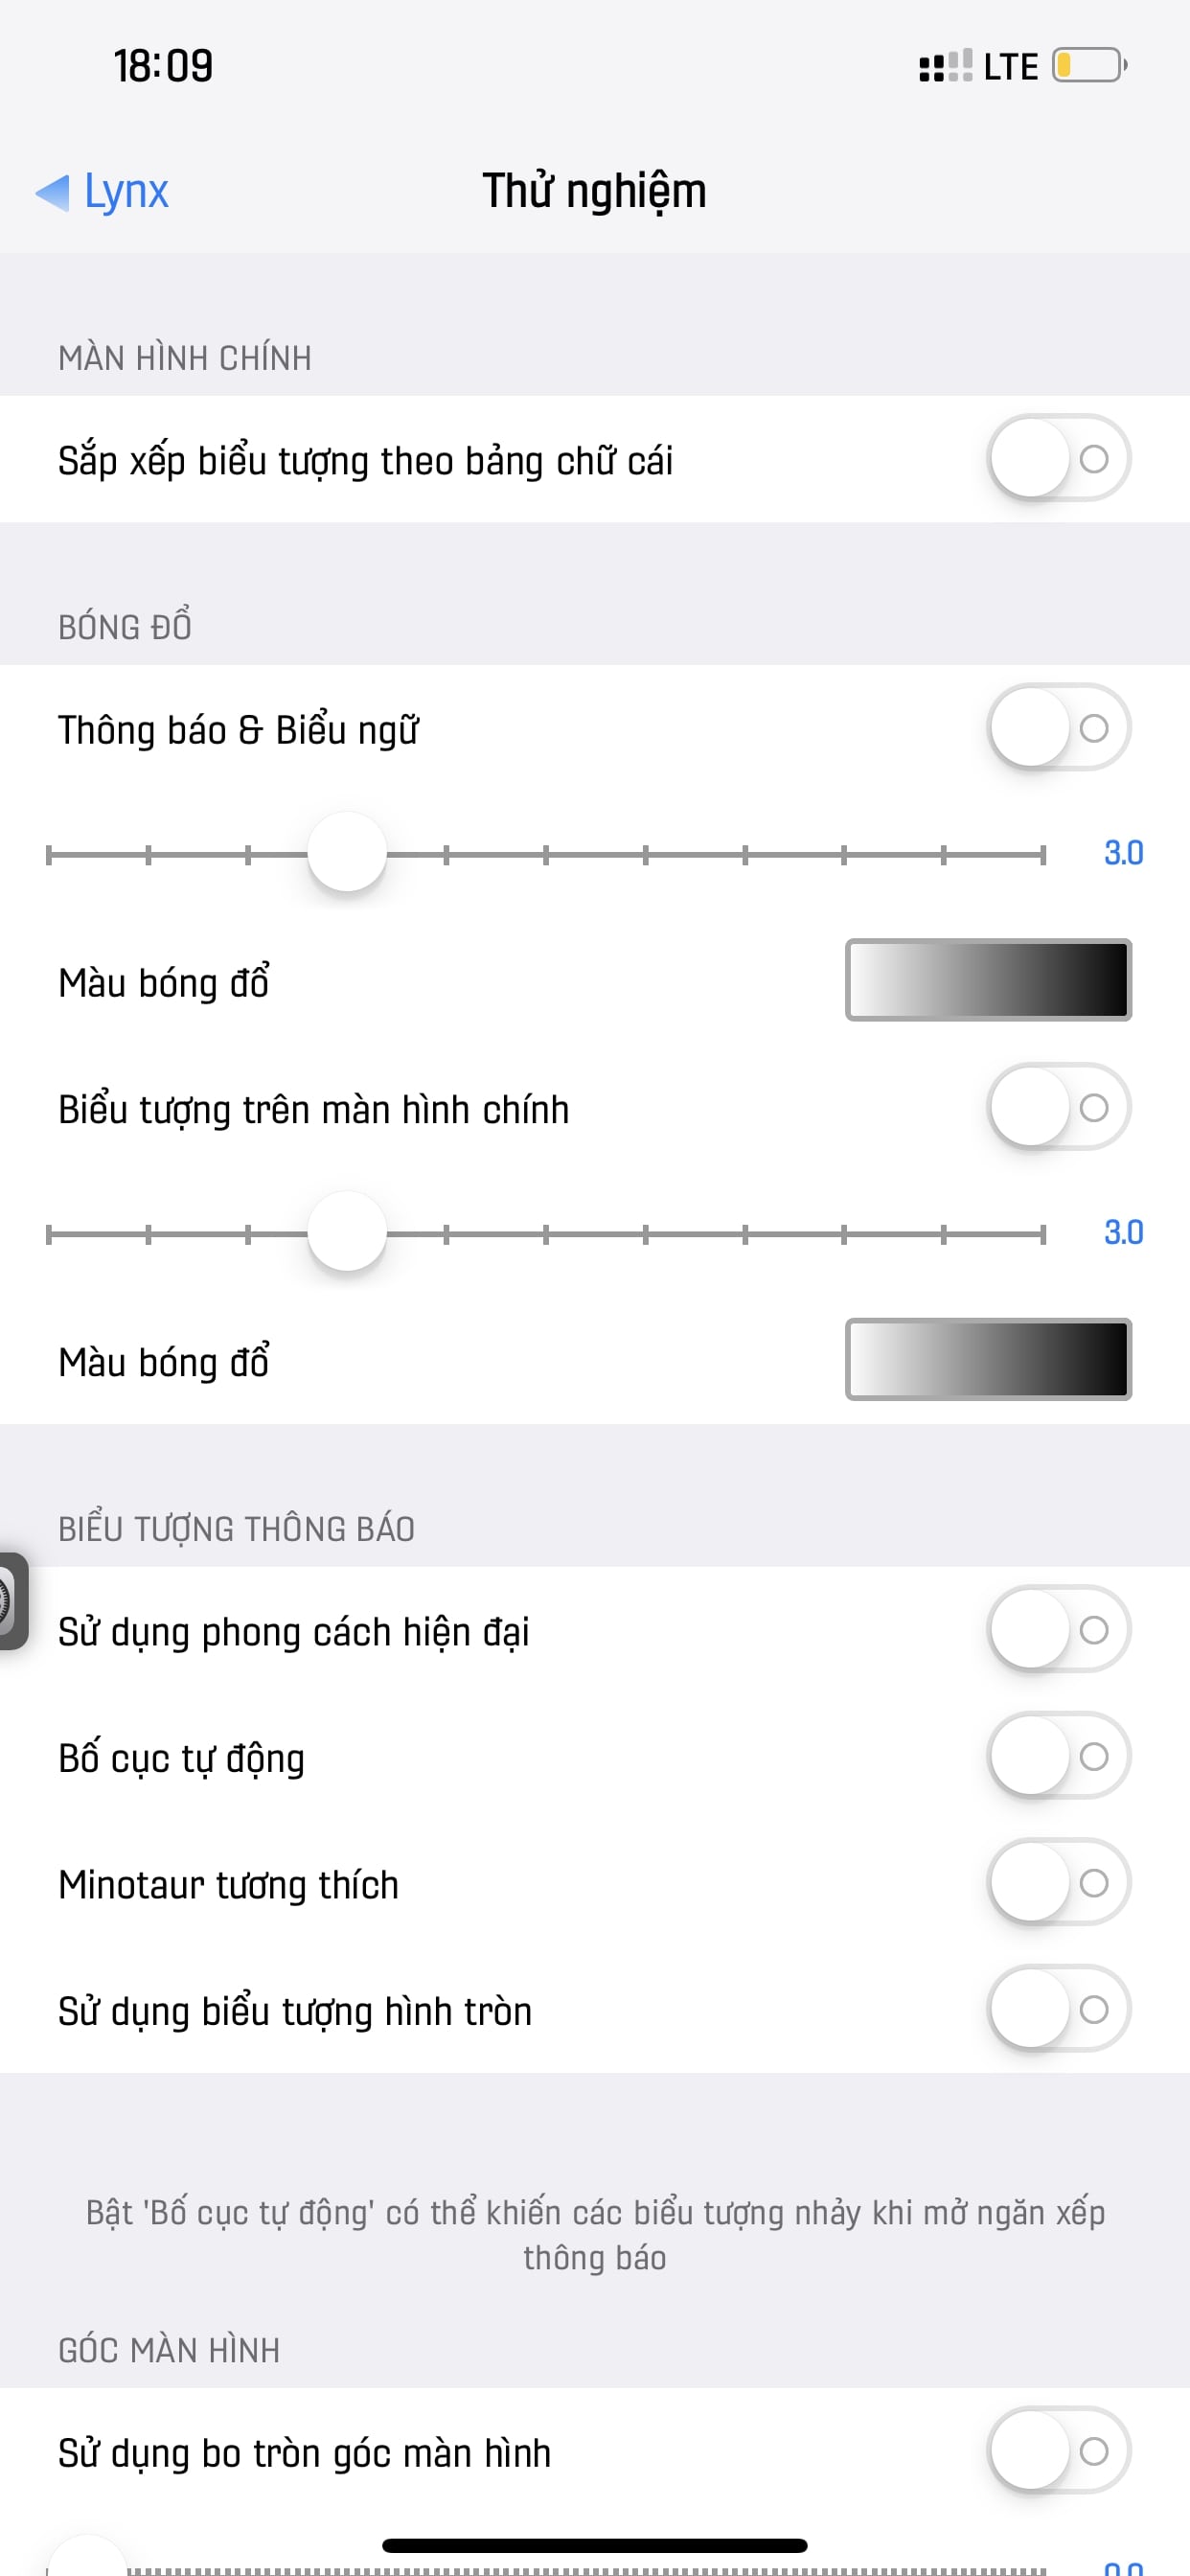 18:09
LTE
Lynx
Thử nghiệm
MÀN HÌNH CHÍNH
Sắp xếp biểu tượng theo bảng chữ cái
BÓNG ĐỔ
Thông báo & Biểu ngữ
3.0
Màu bóng đổ
Biểu tượng trên màn hình chính
3.0
Màu bóng đổ
BIỂU TƯỢNG THÔNG BÁO
Sử dụng phong cách hiện đại
Bố cục tự động
Minotaur tương thích
Sử dụng biểu tượng hình tròn
Bật 'Bố cục tự động' có thể khiến các biểu tượng nhảy khi mở ngăn xếp
thông báo
GÓC MÀN HÌNH
Sử dụng bo tròn góc màn hình